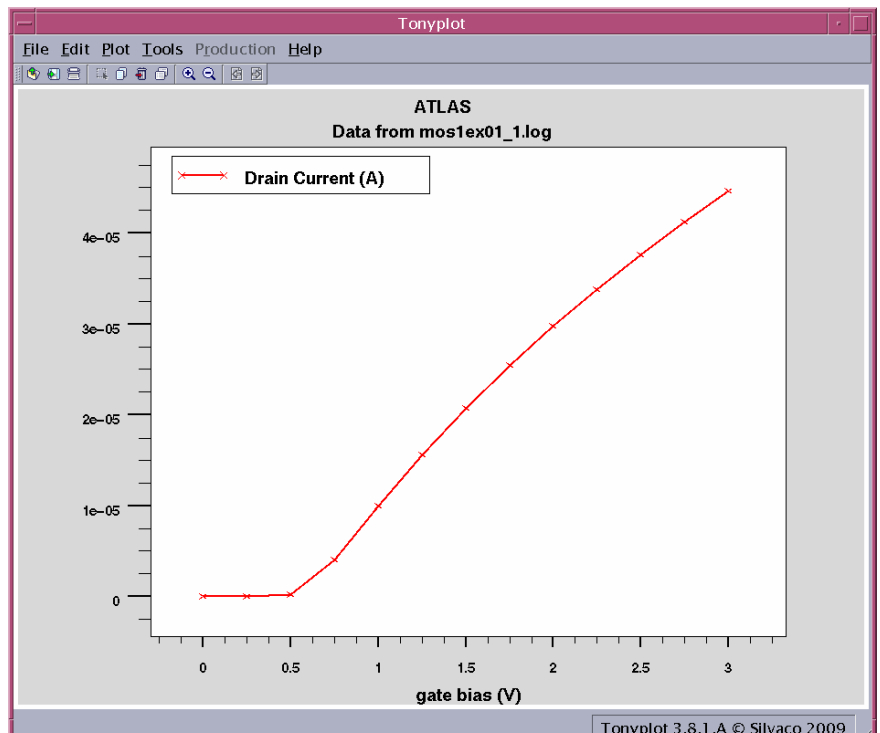 Tonyplot
File Edit Plot Tools Production Help
ATLAS
Data from mos1ex01_1.log
Drain Current (A)
4e-05
3e-05
2e-05
1e-05
0
0 0.5 1 1.5 2 2.5 3
gate bias (V)
Tonyplot 3.8.1.A © Silvaco 2009